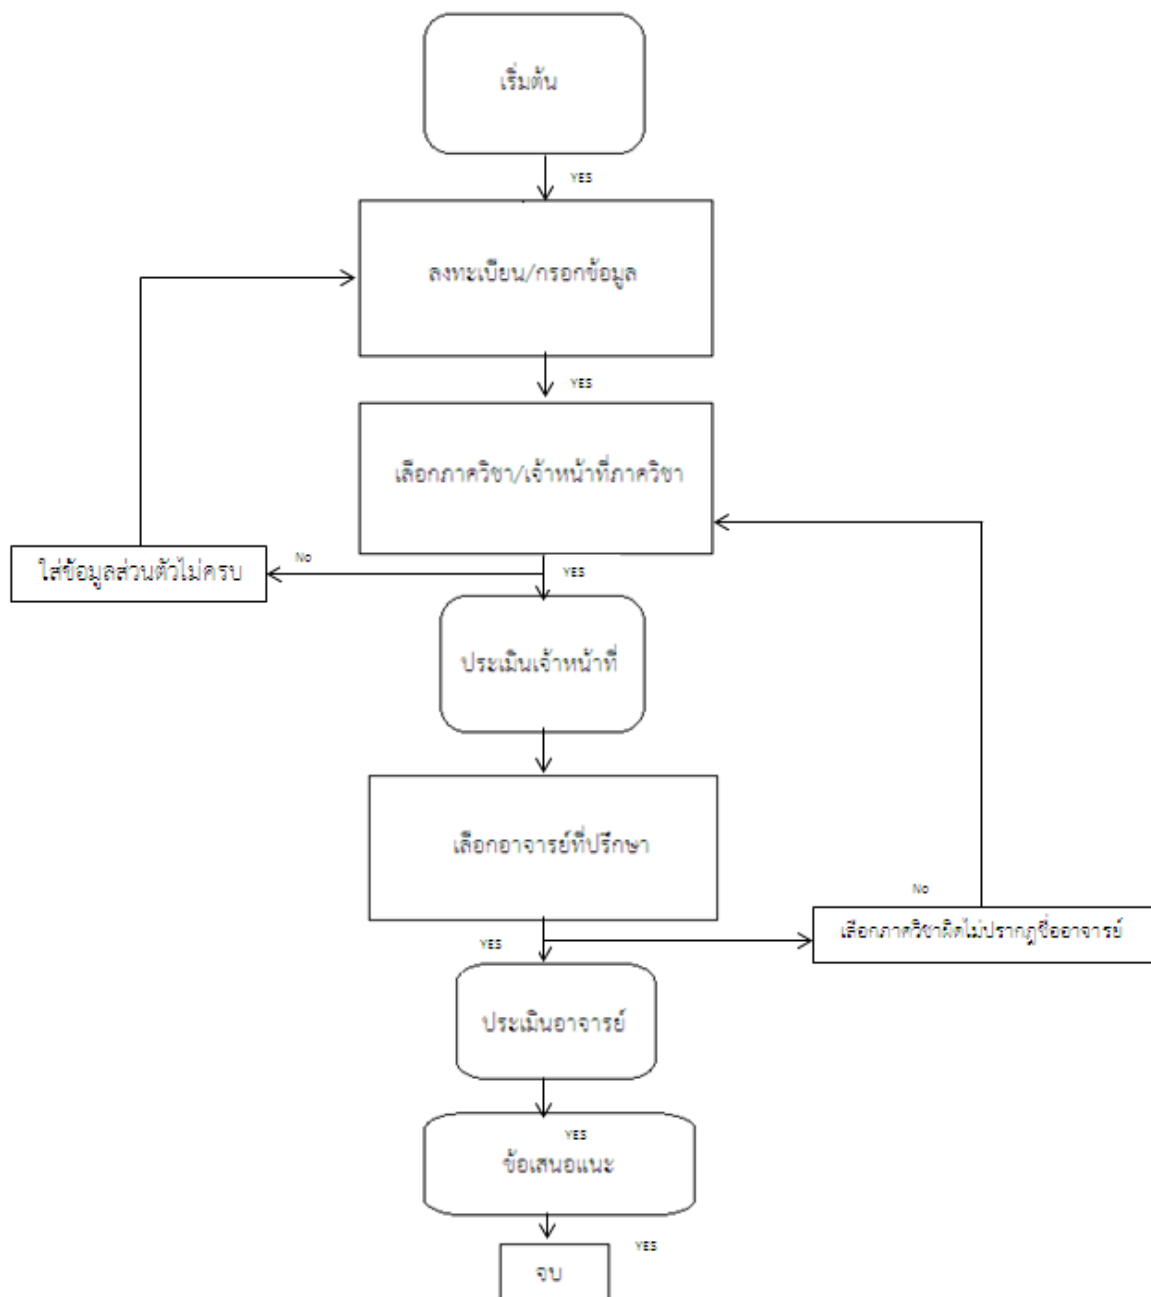 เริ่มต้น
YES
ลงทะเบียน/กรอกข้อมูล
YES
เลือกภาควิชา/เจ้าหน้าที่ภาควิชา
No
YES
ใส่ข้อมูลส่วนตัวไม่ครบ
ประเมินเจ้าหน้าที่
เลือกอาจารย์ที่ปรึกษา
No
เลือกภาควิชาผิดไม่ปรากฏชื่ออาจารย์
YES
ประเมินอาจารย์
YES
ข้อเสนอแนะ
YES
จบ